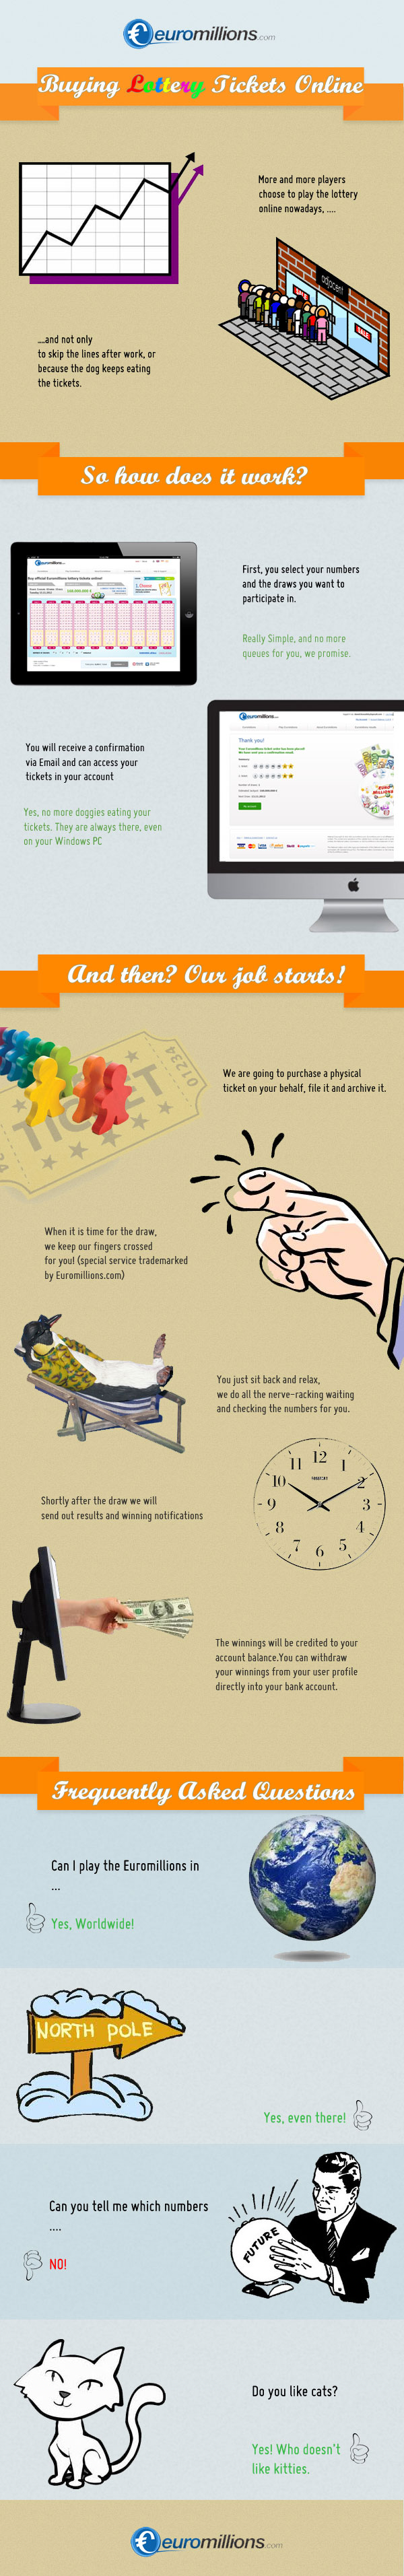 euromillions.com
Buying Lottery Tickets Online
More and more players
choose to play the lottery
online nowadays, ....
adpacent
SALE
SALE
....and not only
to skip the lines after work, or
because the dog keeps eating
the tickets.
So how does it work?
First, you select your numbers
and the draws you want to
participate in.
Really Simple, and no more
queues for you, we promise.
Thank you!
You will receive a confirmation
via Email and can access your
tickets in your account
Yes, no more doggies eating your
tickets. They are always there, even
on your Windows PC
And then? Our job starts!
TICKET
01234
We are going to purchase a physical
ticket on your behalf, file it and archive it.
When it is time for the draw,
we keep our fingers crossed
for you! (special service trademarked
by Euromillions.com)
You just sit back and relax,
we do all the nerve-racking waiting
and checking the numbers for you.
12
11 1
10 2
9 3
8 4
7 6 5
Shortly after the draw we will
send out results and winning notifications
The winnings will be credited to your
account balance.You can withdraw
your winnings from your user profile
directly into your bank account.
Frequently Asked Questions
Can I play the Euromillions in
...
Yes, Worldwide!
NORTH POLE
Yes, even there!
Can you tell me which numbers
....
NO!
FUTURE
Do you like cats?
Yes! Who doesn't
like kitties.
euromillions.com